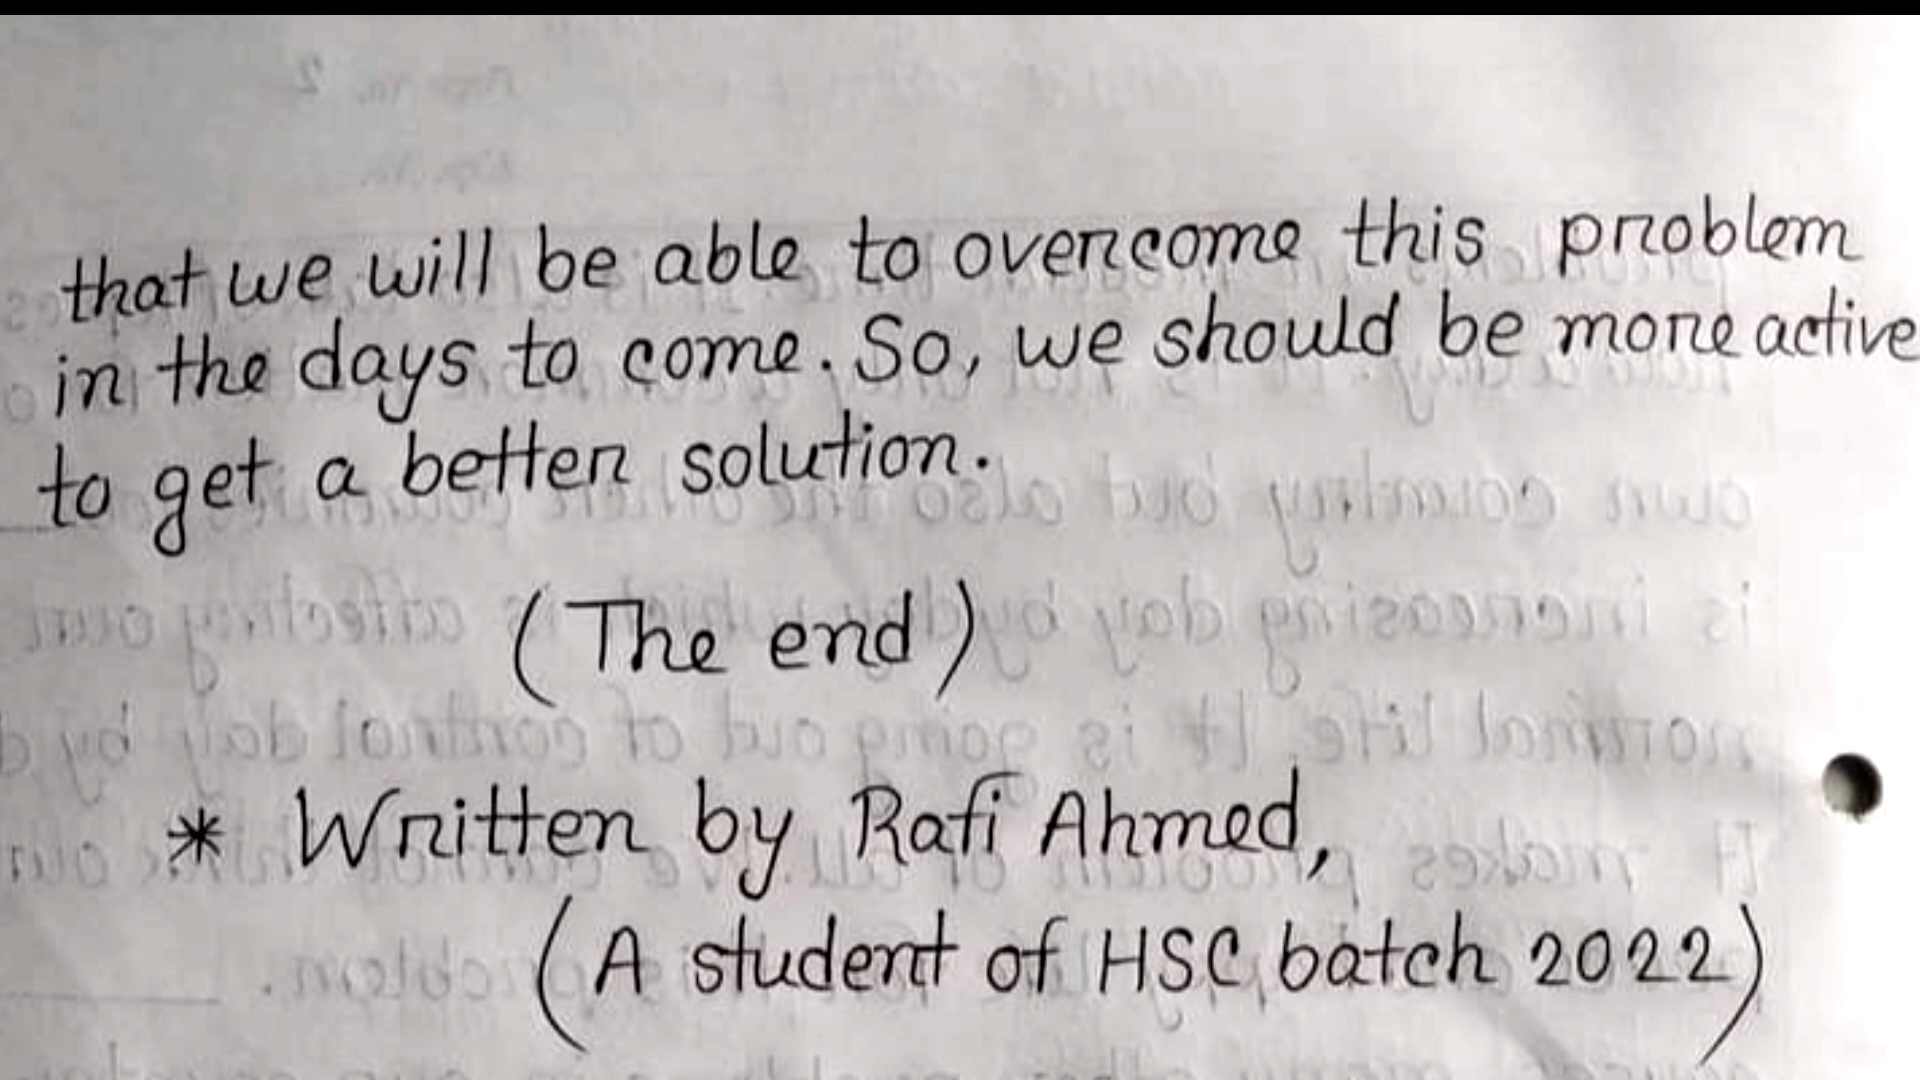 that we will be able to overcome this problem
in the days to come. So, we should be more active
to get a better solution.
(The end)
* Written by Rafi Ahmed,
(A student of HSC batch 2022)